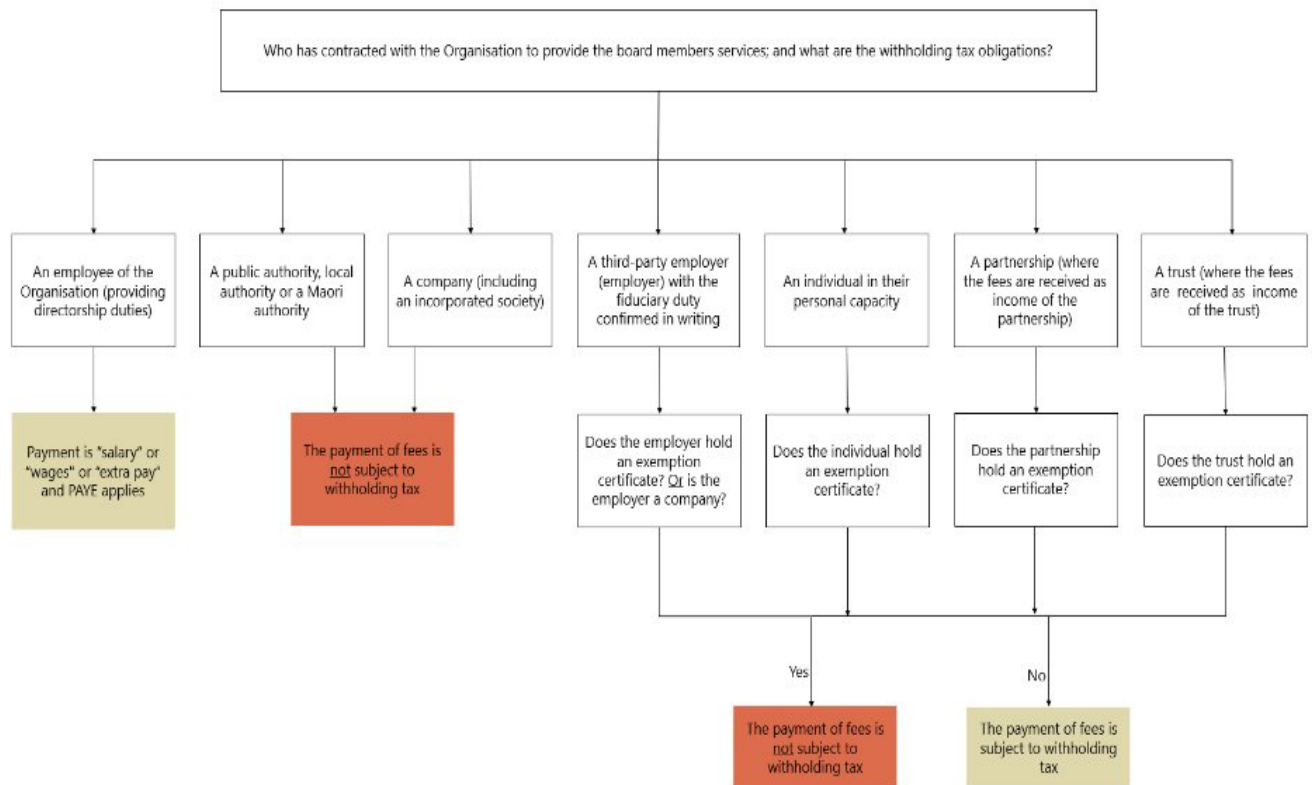 Who has contracted with the Organisation to provide the board members services; and what are the withholding tax obligations?
An employee of the
Organisation (providing
directorship duties)
A public authority, local
authority or a Maori
authority
A company (including
an incorporated society)
A third-party employer
(employer) with the
fiduciary duty
confirmed in writing
An individual in their
personal capacity
A partnership (where
the fees are received as
income of the
partnership)
A trust (where the fees
are received as income
of the trust)
Payment is "salary" or
"wages" or "extra pay"
and PAYE applies
The payment of fees is
not subject to
withholding tax
Does the employer hold
an exemption
certificate? Or is the
employer a company?
Does the individual hold
an exemption
certificate?
Does the partnership
hold an exemption
certificate?
Does the trust hold an
exemption certificate?
Yes
No
The payment of fees is
not subject to
withholding tax
The payment of fees is
subject to withholding
tax